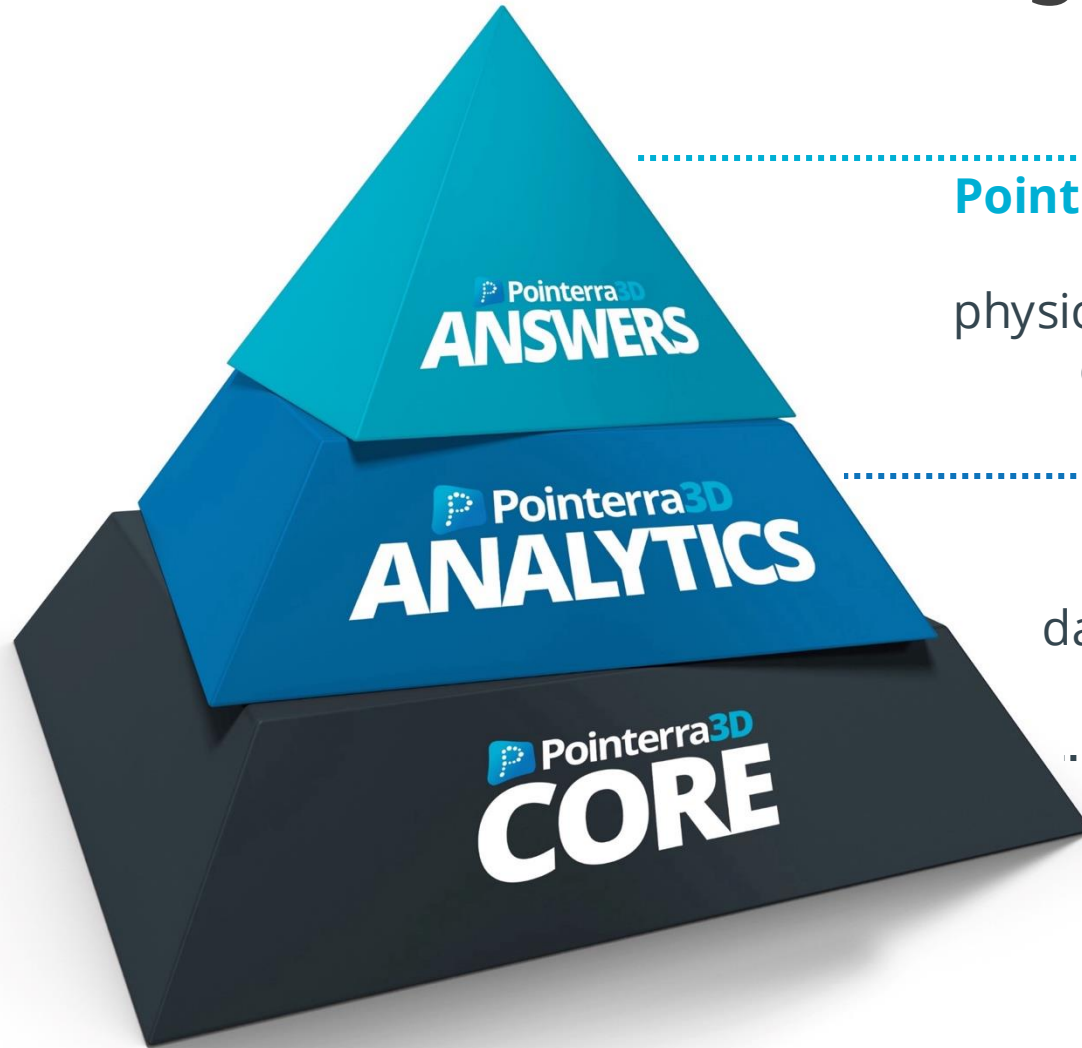 Point
Pointerra3D
ANSWERS
physic
Pointerra3D
ANALYTICS
da
Pointerra3D
CORE